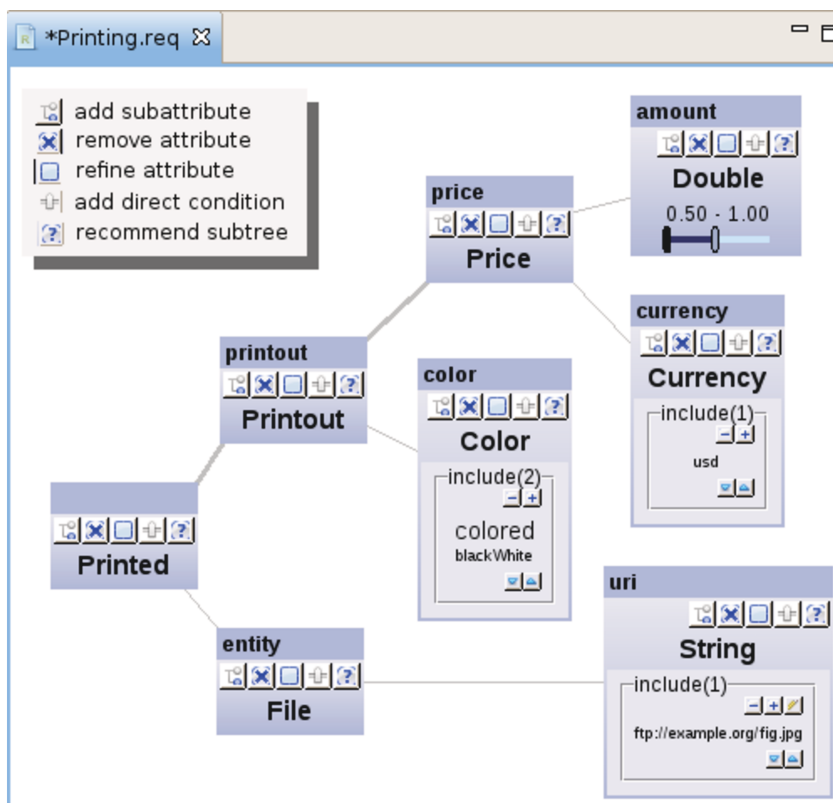 *Printing.req
add subattribute
remove attribute
refine attribute
add direct condition
recommend subtree
amount
Double
0.50 - 1.00
price
Price
currency
Currency
include(1)
usd
printout
Printout
color
Color
include(2)
colored
blackWhite
Printed
entity
File
uri
String
include(1)
ftp://example.org/fig.jpg